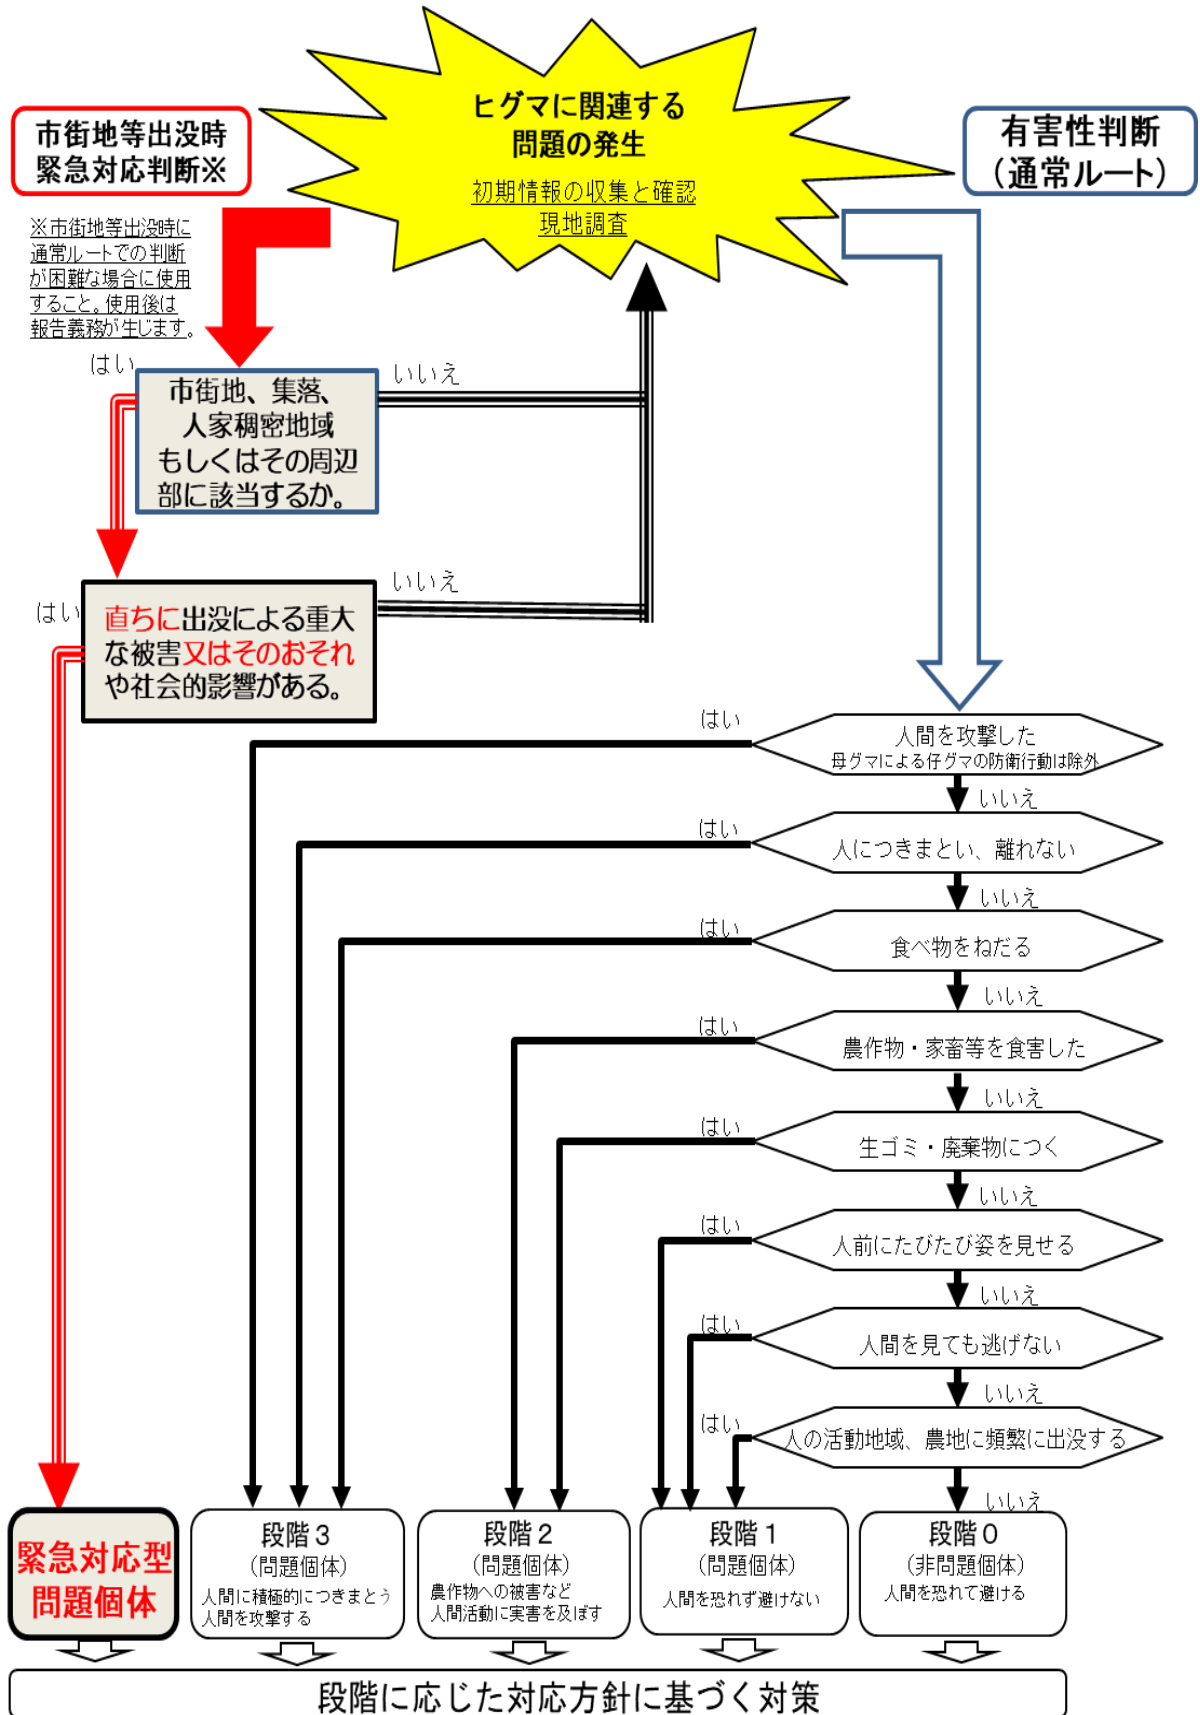 ヒグマに関連する
問題の発生
初期情報の収集と確認
現地調査
市街地等出没時
緊急対応判断※
有害性判断
（通常ルート）
※市街地等出没時に
通常ルートでの判断
が困難な場合に使用
すること。使用後は
報告義務が生じます。
はい
いいえ
市街地、集落、
人家稠密地域
もしくはその周辺
部に該当するか。
はい
いいえ
直ちに出没による重大
な被害又はそのおそれ
や社会的影響がある。
はい
人間を攻撃した
母グマによる仔グマの防衛行動は除外
いいえ
はい
人につきまとい、離れない
いいえ
はい
食べ物をねだる
いいえ
はい
農作物・家畜等を食害した
いいえ
はい
生ゴミ・廃棄物につく
いいえ
はい
人前にたびたび姿を見せる
いいえ
はい
人間を見ても逃げない
いいえ
はい
人の活動地域、農地に頻繁に出没する
いいえ
緊急対応型
問題個体
段階３
（問題個体）
人間に積極的につきまとう
人間を攻撃する
段階２
（問題個体）
農作物への被害など
人間活動に実害を及ぼす
段階１
（問題個体）
人間を恐れず避けない
段階０
（非問題個体）
人間を恐れて避ける
段階に応じた対応方針に基づく対策